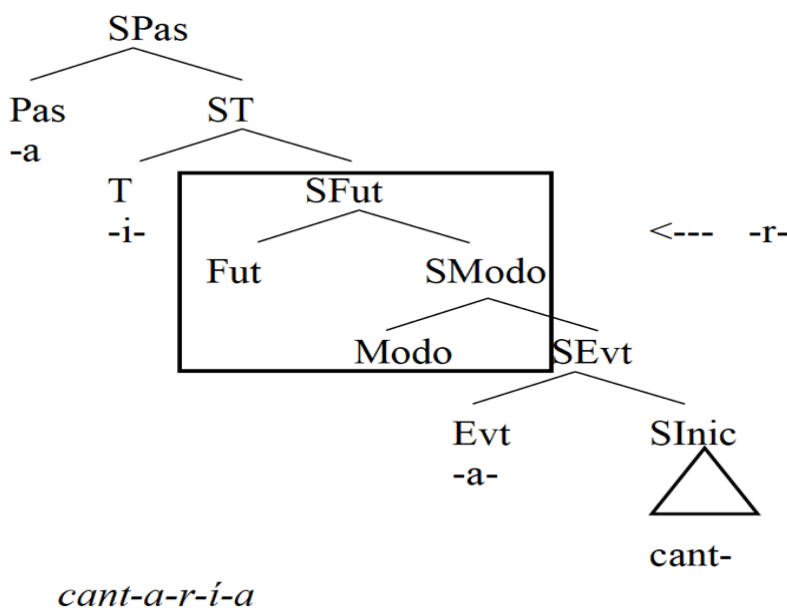 SPas
Pas ST
-a
T SFut
-i- <--- -r-
Fut SModo
Modo SEvt
Evt SInic
-a-
cant-
cant-a-r-í-a